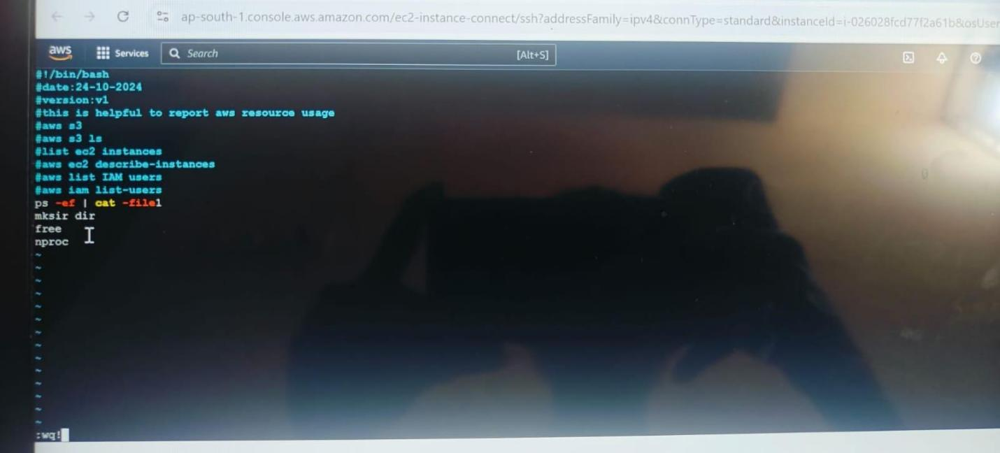 ap-south-1.console.aws.amazon.com/ec2-instance-connect/ssh?addressFamily=ipv4&connType=standard&instanceId=i-026028fcd77f2a61b&osUser
aws Services Search [Alt+S]
#!/bin/bash
#date:24-10-2024
#version:v1
#this is helpful to report aws resource usage
#aws s3
#aws s3 ls
#list ec2 instances
#aws ec2 describe-instances
#aws list IAM users
#aws iam list-users
ps -ef | cat -file1
mksir dir
free
nproc
~
~
~
~
~
~
~
~
~
~
~
~
~
~
:wq!